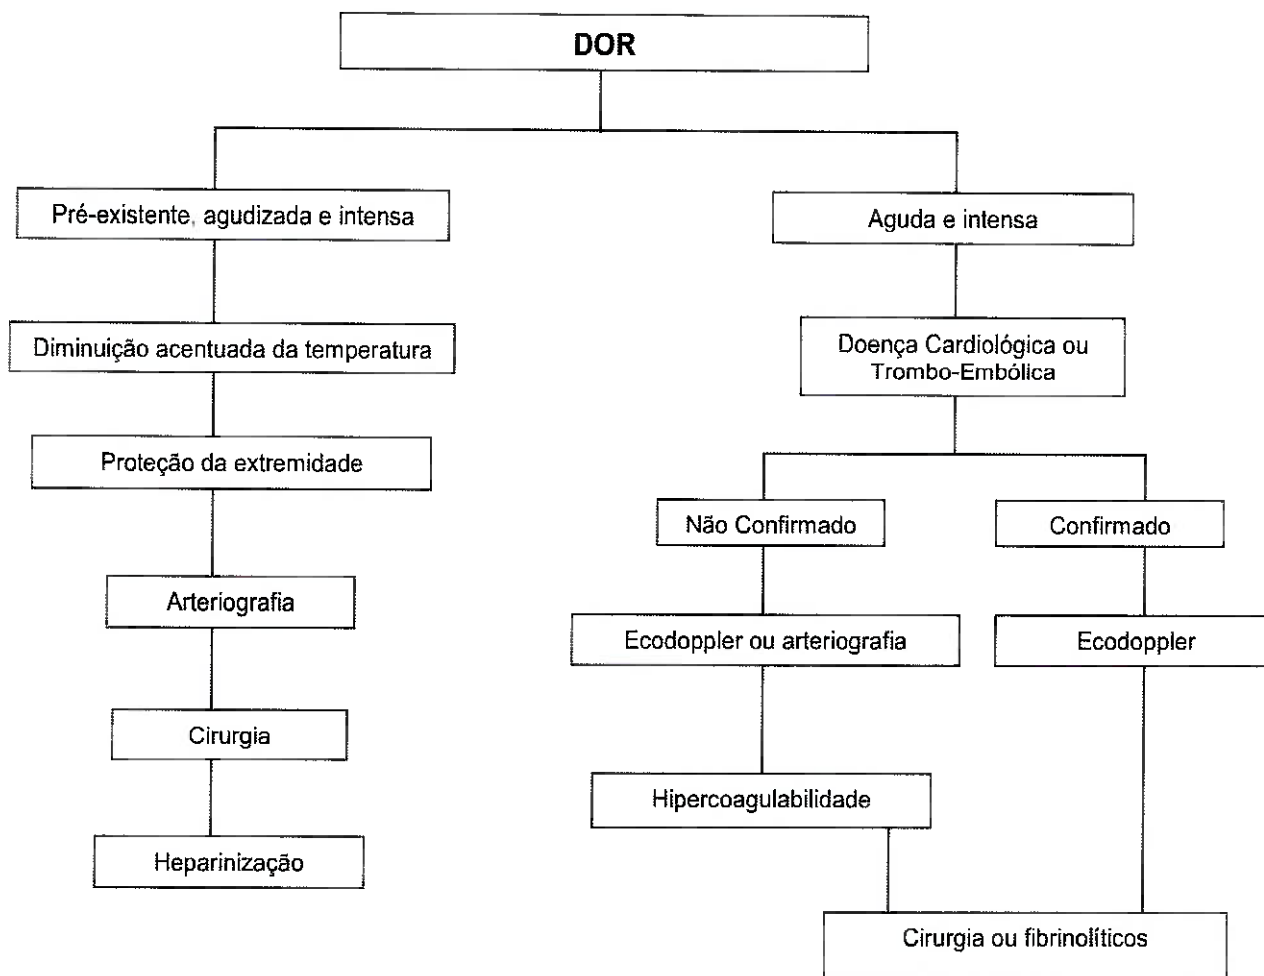 DOR
Pré-existente, agudizada e intensa
Aguda e intensa
Diminuição acentuada da temperatura
Doença Cardiológica ou
Trombo-Embólica
Proteção da extremidade
Não Confirmado
Confirmado
Arteriografia
Ecodoppler ou arteriografia
Ecodoppler
Cirurgia
Hipercoagulabilidade
Heparinização
Cirurgia ou fibrinolíticos